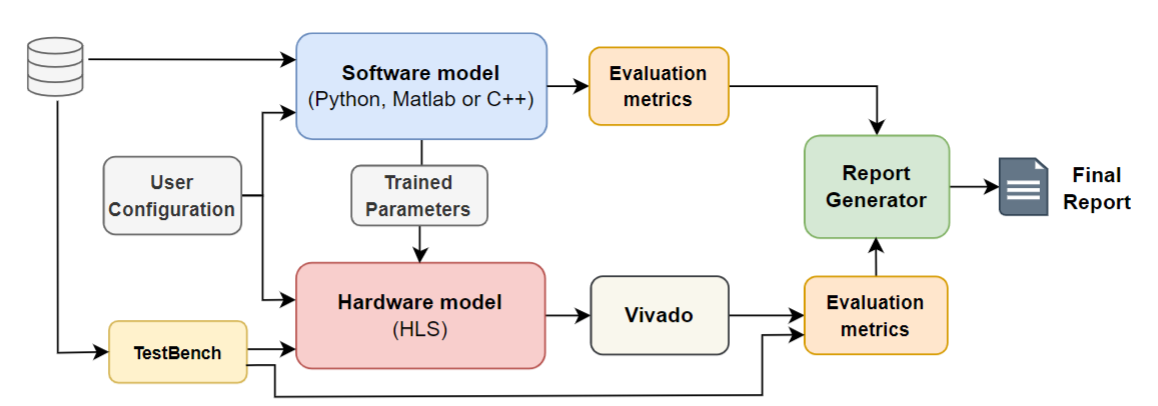 Software model
(Python, Matlab or C++)
Evaluation
metrics
User
Configuration
Trained
Parameters
Report
Generator
Final
Report
Hardware model
(HLS)
Vivado
Evaluation
metrics
TestBench